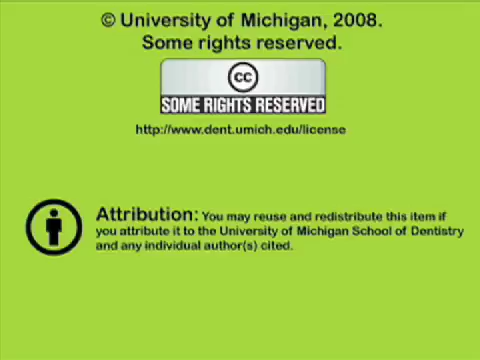 © University of Michigan, 2008.
Some rights reserved.
cc
SOME RIGHTS RESERVED
http://www.dent.umich.edu/license
Attribution: You may reuse and redistribute this item if
you attribute it to the University of Michigan School of Dentistry
and any individual author(s) cited.